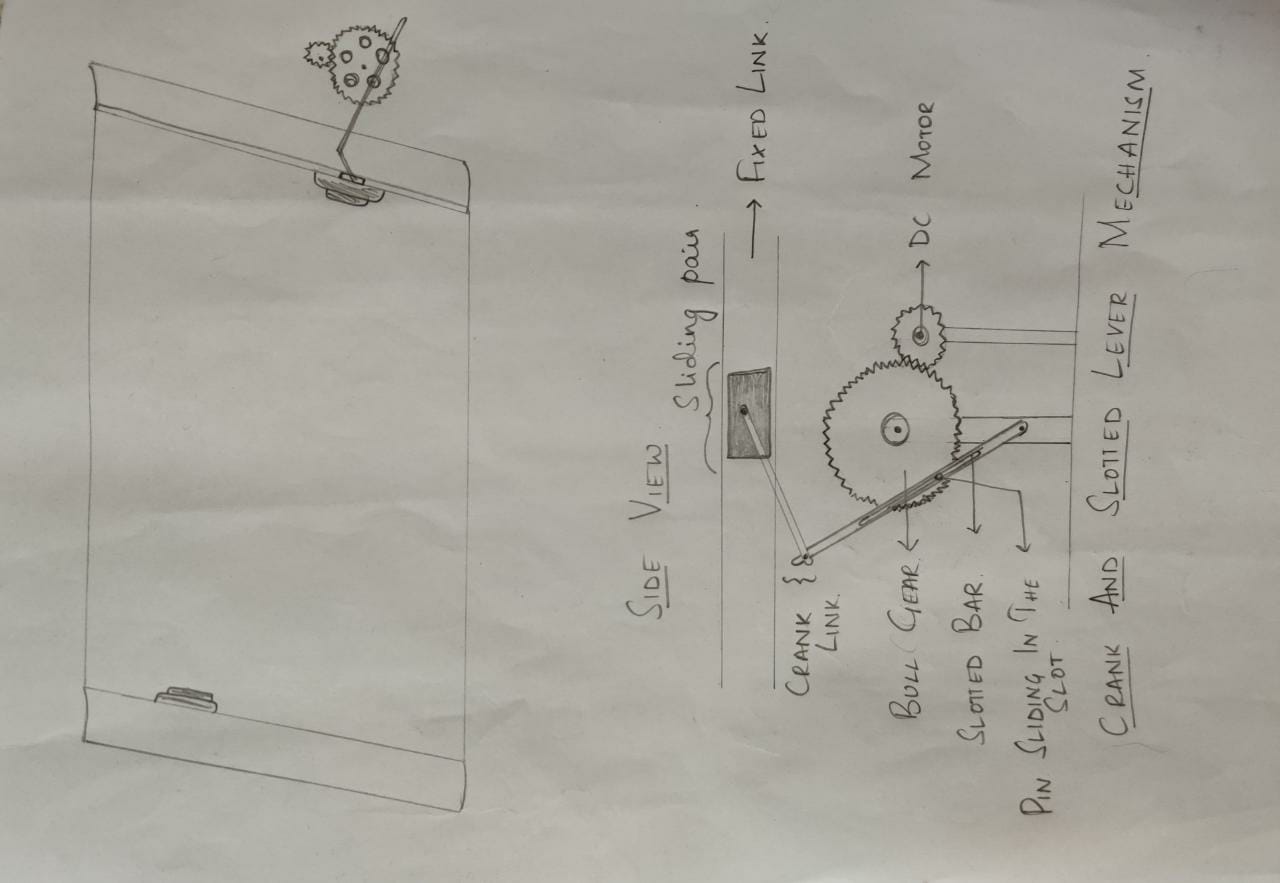 SIDE VIEW
Sliding pair
→ FIXED LINK.
CRANK
LINK.
BULL GEAR.
DC MOTOR
SLOTTED BAR.
PIN SLIDING IN THE
SLOT.
CRANK AND SLOTTED LEVER MECHANISM.